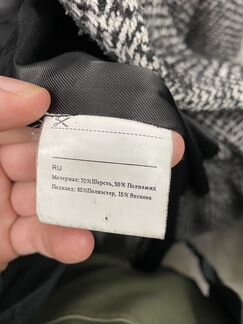 RU
Материал: 70%Шерсть, 30% Полиамид
Подклад: 85%Полиэстер, 15% Вискоза